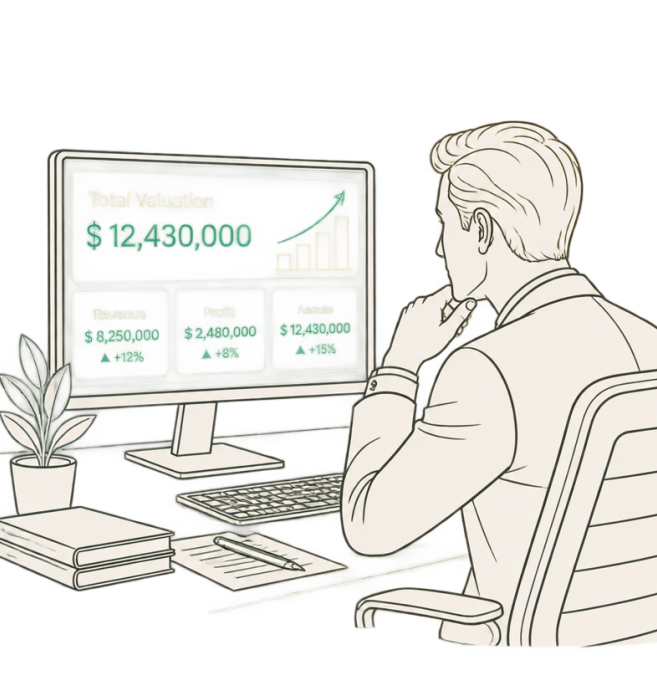 Total Valuation
$ 12,430,000
Revenue
$ 8,250,000
▲ +12%
Profit
$ 2,480,000
▲ +8%
Assets
$ 12,430,000
▲ +15%